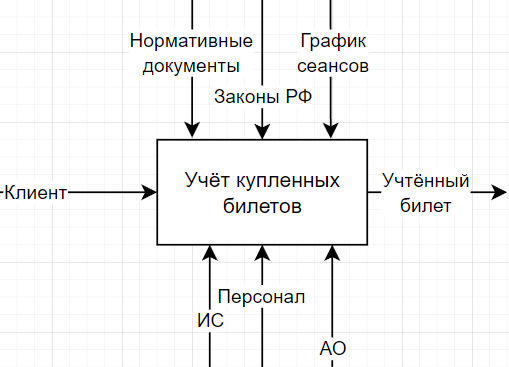 Нормативные
документы
График
сеансов
Законы РФ
Клиент
Учёт купленных
билетов
Учтённый
билет
Персонал
ИС
АО